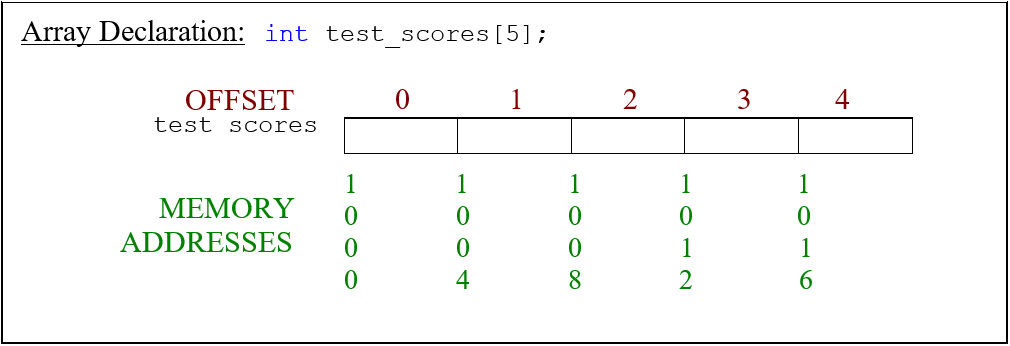 Array Declaration: int test_scores[5];
OFFSET 0 1 2 3 4
test scores
1 1 1 1 1
MEMORY 0 0 0 0 0
ADDRESSES 0 0 0 1 1
0 4 8 2 6